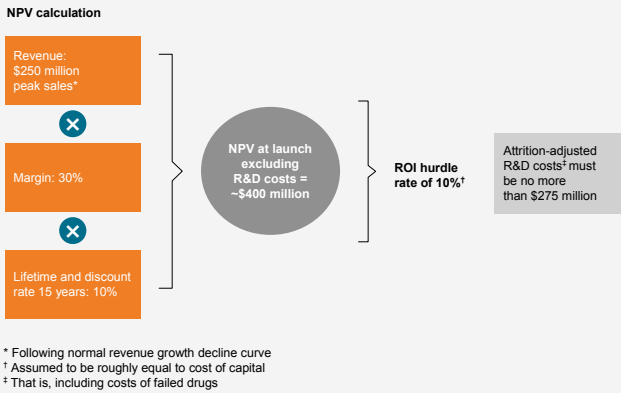 NPV calculation
Revenue:
$250 million
peak sales*
×
Margin: 30%
×
Lifetime and discount
rate 15 years: 10%
NPV at launch
excluding
R&D costs =
~$400 million
ROI hurdle
rate of 10%†
Attrition-adjusted
R&D costs‡ must
be no more
than $275 million
* Following normal revenue growth decline curve
† Assumed to be roughly equal to cost of capital
‡ That is, including costs of failed drugs